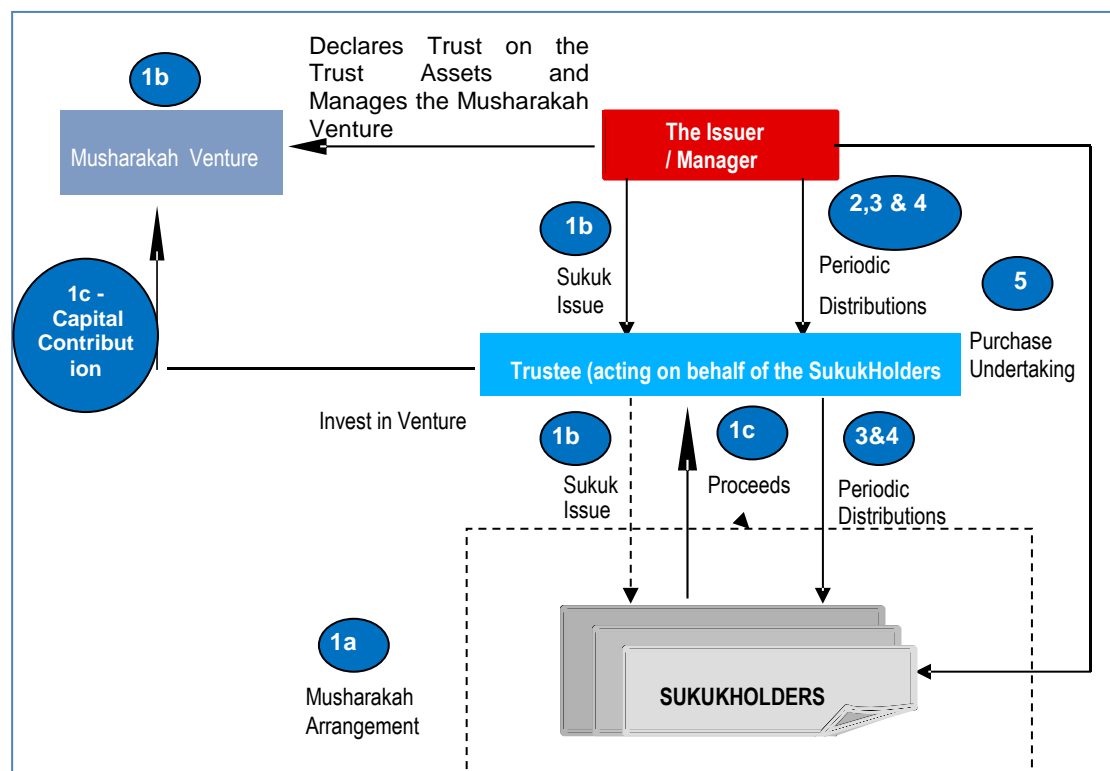 Declares Trust on the
Trust Assets and
Manages the Musharakah
Venture
1b
Musharakah Venture
The Issuer
/ Manager
2,3 & 4
1b
Sukuk
Issue
Periodic
Distributions
5
Purchase
Undertaking
1c -
Capital
Contribut
ion
Trustee (acting on behalf of the SukukHolders
Invest in Venture
1b
Sukuk
Issue
1c
Proceeds
3&4
Periodic
Distributions
1a
Musharakah
Arrangement
SUKUKHOLDERS